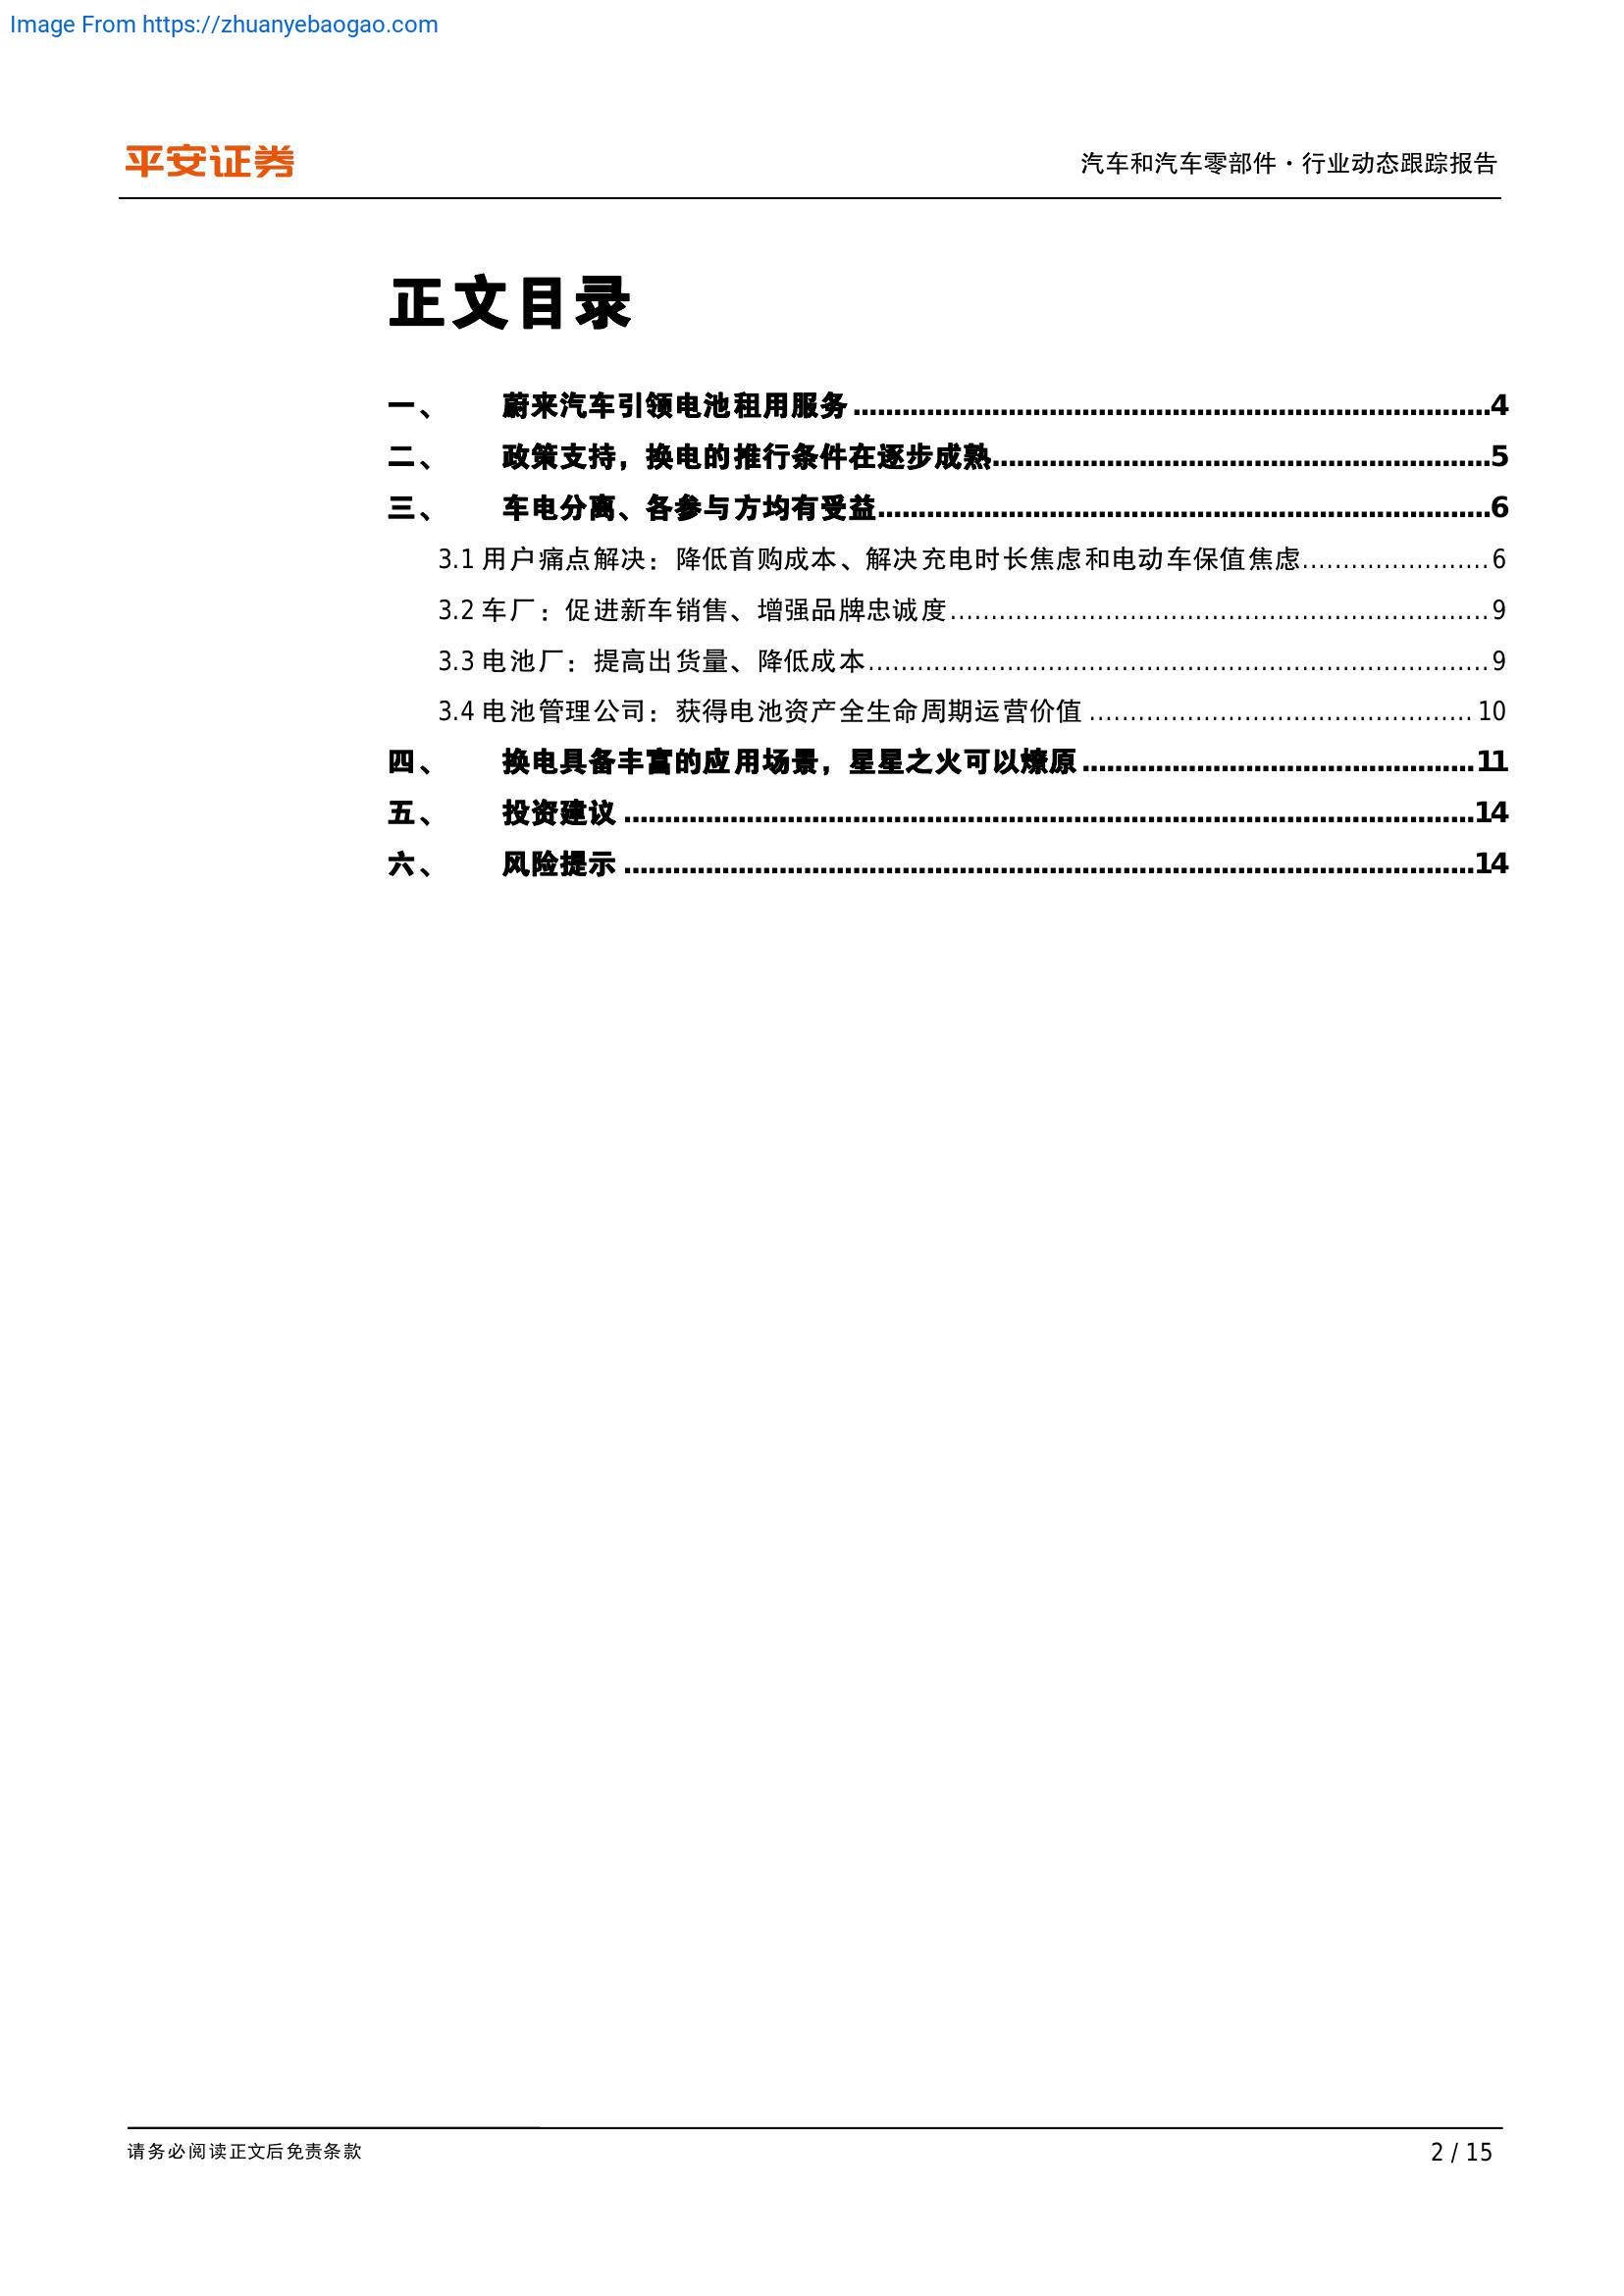 Image From https://zhuanyebaogao.com
平安证券
汽车和汽车零部件·行业动态跟踪报告
正文目录
一、 蔚来汽车引领电池租用服务 4
二、 政策支持，换电的推行条件在逐步成熟 5
三、 车电分离、各参与方均有受益 6
3.1 用户痛点解决：降低首购成本、解决充电时长焦虑和电动车保值焦虑 6
3.2 车厂：促进新车销售、增强品牌忠诚度 9
3.3 电池厂：提高出货量、降低成本 9
3.4 电池管理公司：获得电池资产全生命周期运营价值 10
四、 换电具备丰富的应用场景，星星之火可以燎原 11
五、 投资建议 14
六、 风险提示 14
请务必阅读正文后免责条款
2 / 15